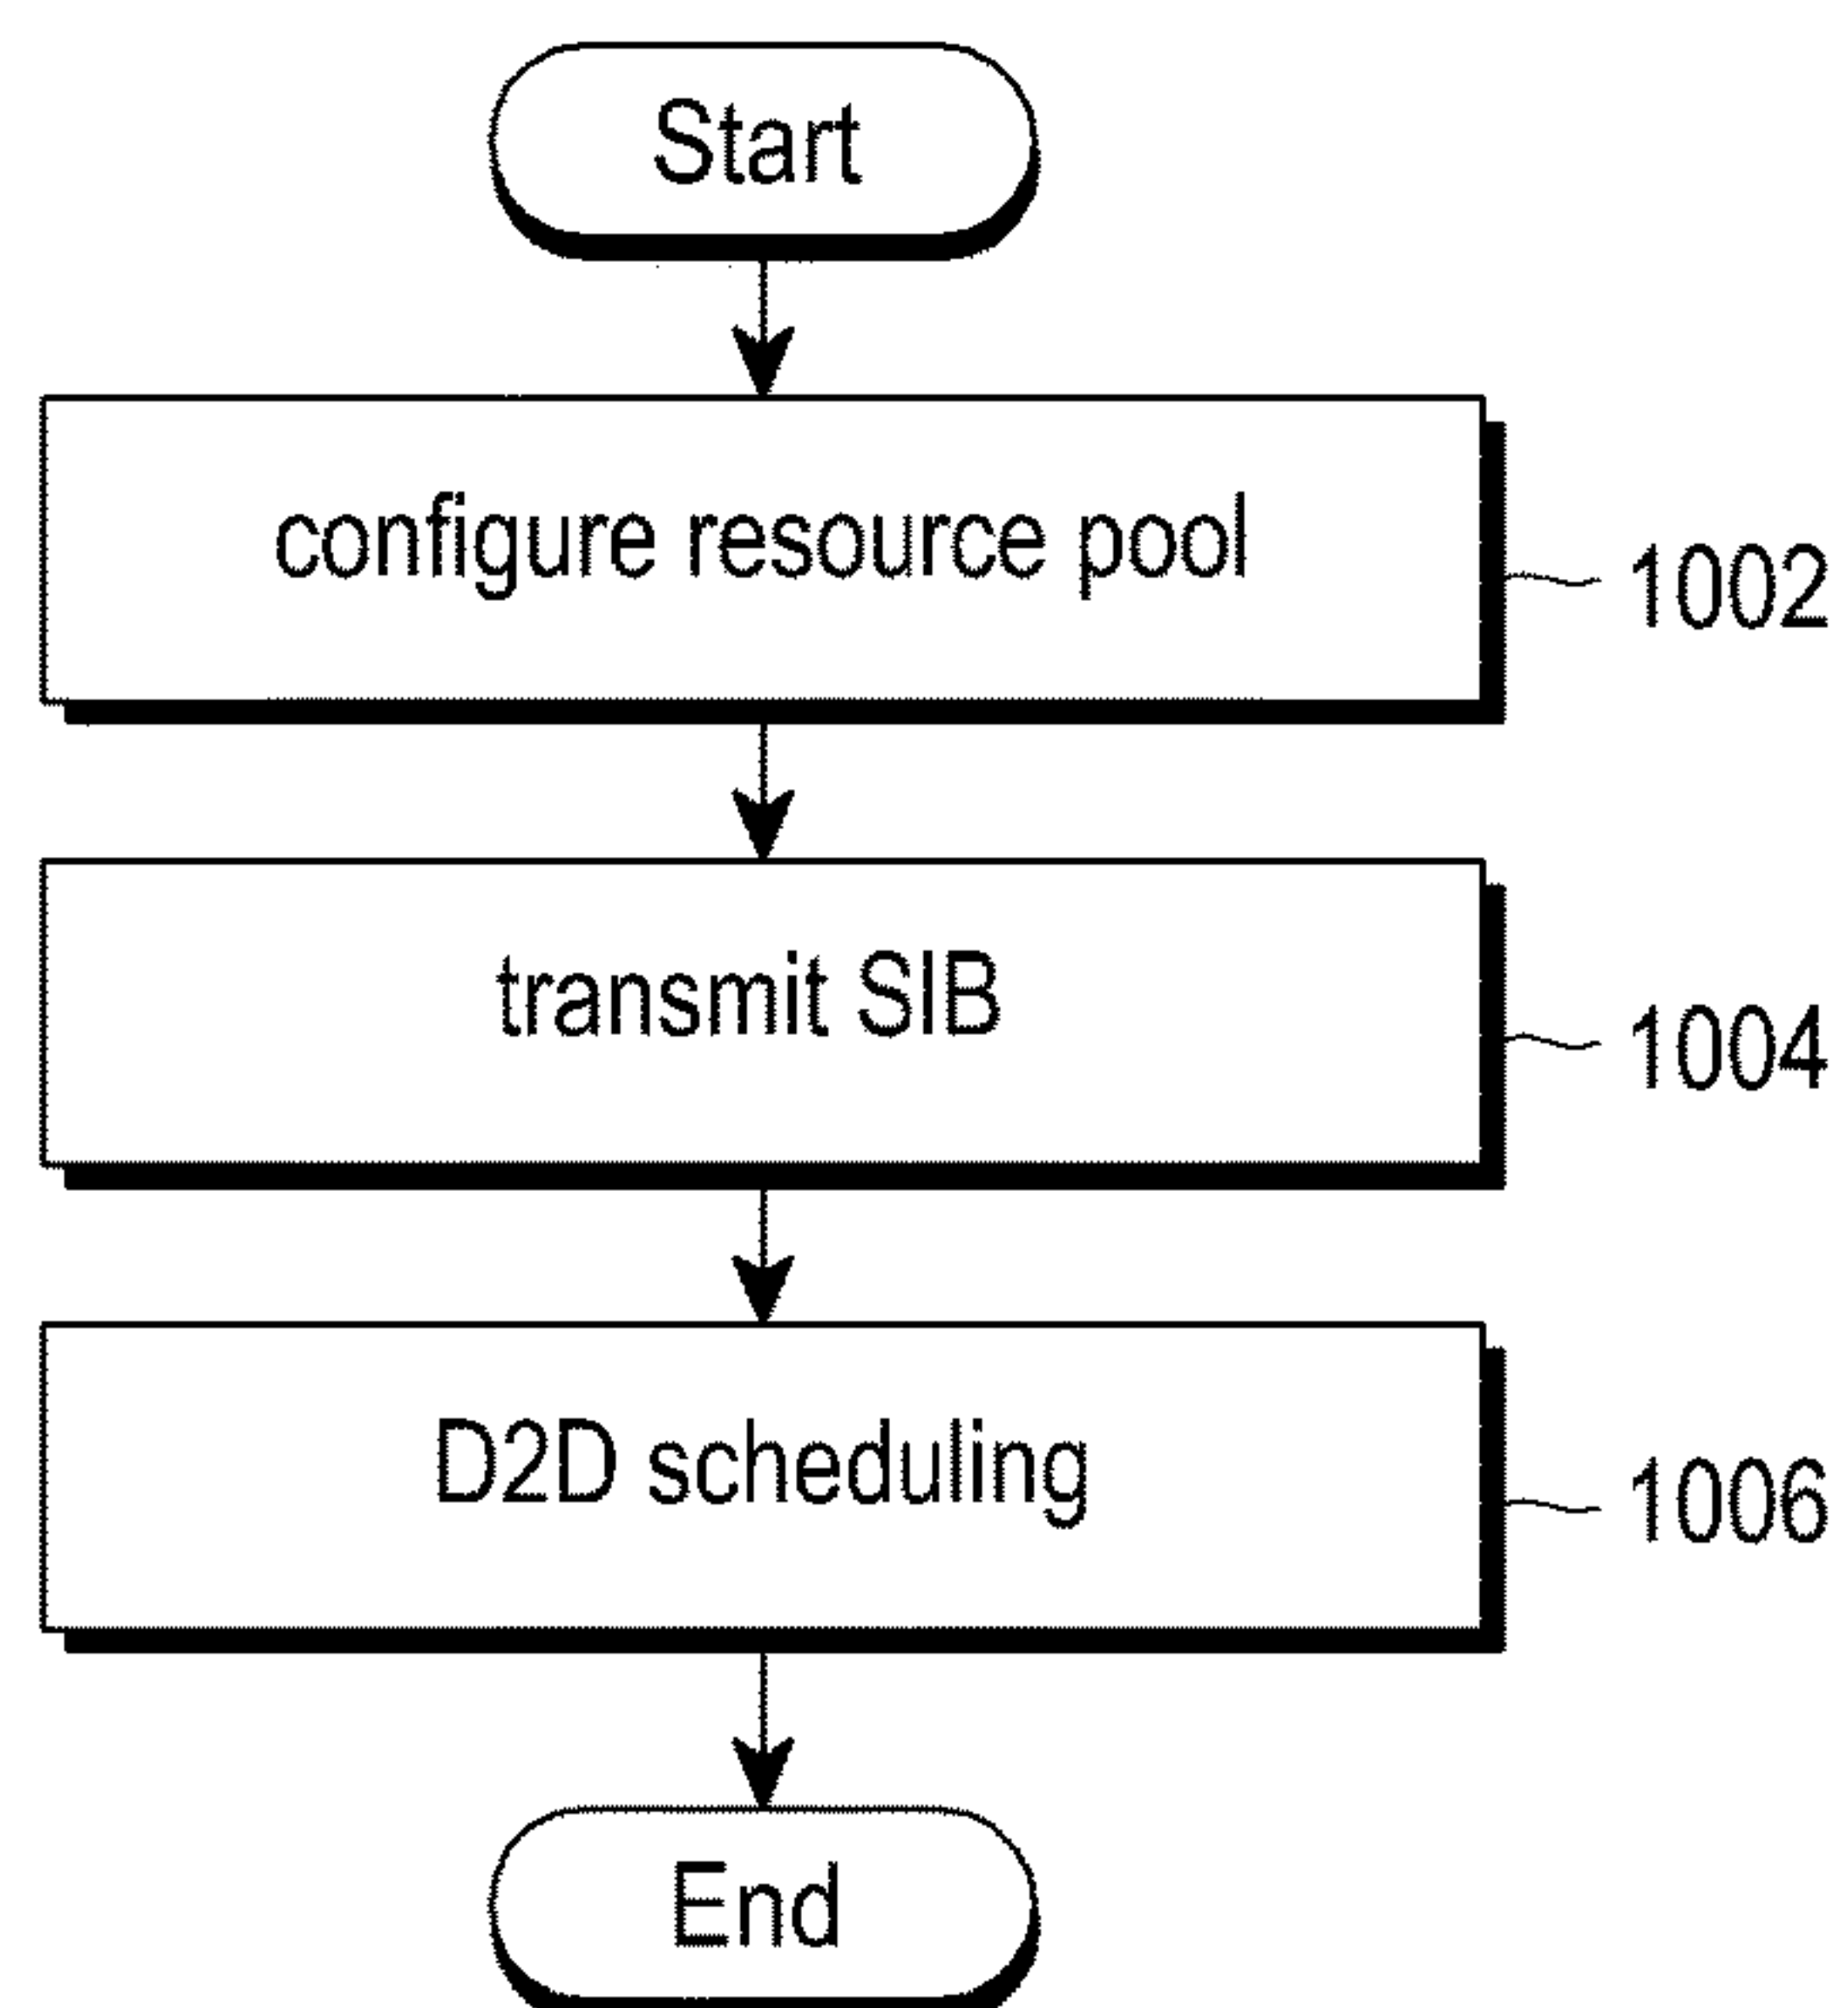 Start
configure resource pool
1002
transmit SIB
1004
D2D scheduling
1006
End